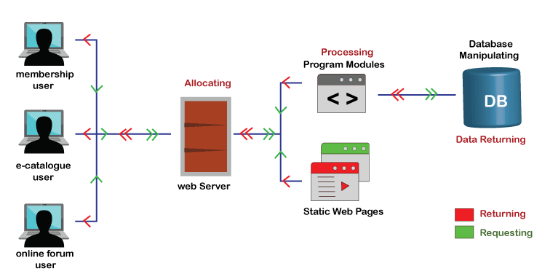 membership
user
e-catalogue
user
online forum
user
Allocating
web Server
Processing
Program Modules
< >
Static Web Pages
Database
Manipulating
DB
Data Returning
Returning
Requesting